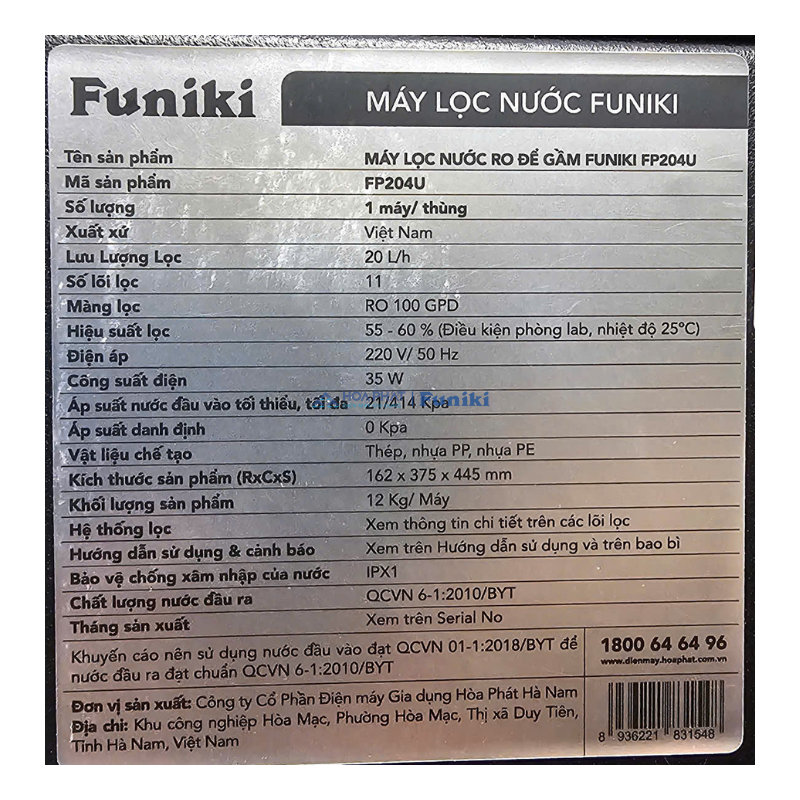 Funiki
MÁY LỌC NƯỚC FUNIKI
Tên sản phẩm MÁY LỌC NƯỚC RO ĐỂ GẦM FUNIKI FP204U
Mã sản phẩm FP204U
Số lượng 1 máy/ thùng
Xuất xứ Việt Nam
Lưu Lượng Lọc 20 L/h
Số lõi lọc 11
Màng lọc RO 100 GPD
Hiệu suất lọc 55 - 60 % (Điều kiện phòng lab, nhiệt độ 25°C)
Điện áp 220 V/ 50 Hz
Công suất điện 35 W
Áp suất nước đầu vào tối thiểu, tối đa 21/414 Kpa
HOA PHAT Funiki
Áp suất danh định 0 Kpa
Vật liệu chế tạo Thép, nhựa PP, nhựa PE
Kích thước sản phẩm (RxCxS) 162 x 375 x 445 mm
Khối lượng sản phẩm 12 Kg/ Máy
Hệ thống lọc Xem thông tin chi tiết trên các lõi lọc
Hướng dẫn sử dụng & cảnh báo Xem trên Hướng dẫn sử dụng và trên bao bì
Bảo vệ chống xâm nhập của nước IPX1
Chất lượng nước đầu ra QCVN 6-1:2010/BYT
Tháng sản xuất Xem trên Serial No
Khuyến cáo nên sử dụng nước đầu vào đạt QCVN 01-1:2018/BYT để
nước đầu ra đạt chuẩn QCVN 6-1:2010/BYT
1800 64 64 96
www.dienmay.hoaphat.com.vn
Đơn vị sản xuất: Công ty Cổ Phần Điện máy Gia dụng Hòa Phát Hà Nam
Địa chỉ: Khu công nghiệp Hòa Mạc, Phường Hòa Mạc, Thị xã Duy Tiên,
Tỉnh Hà Nam, Việt Nam
8 936221 831548